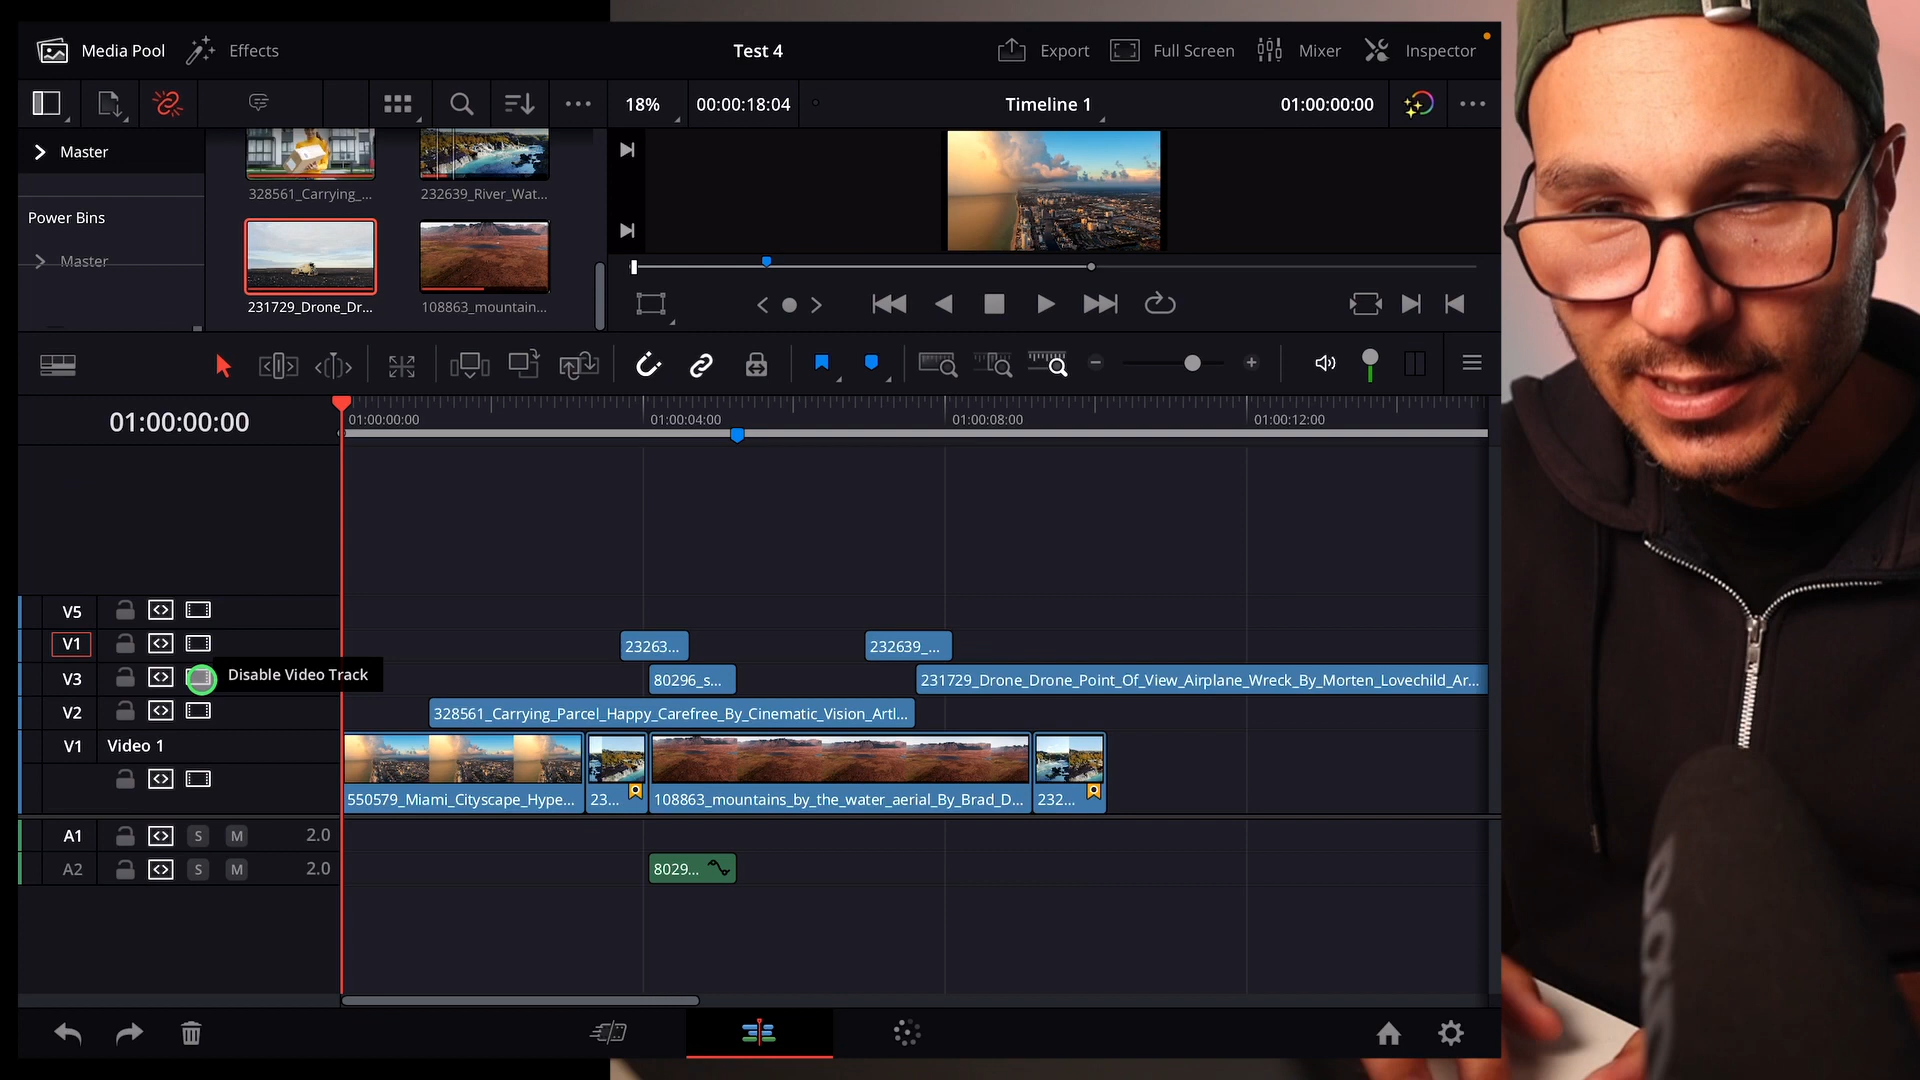 Media Pool
Effects
Test 4
Export
Full Screen
Mixer
Inspector
18%
00:00:18:04
Timeline 1
01:00:00:00
Master
328561_Carrying_...
232639_River_Wat...
Power Bins
Master
231729_Drone_Dr...
108863_mountain...
01:00:00:00
01:00:00:00
01:00:04:00
01:00:08:00
01:00:12:00
V5
V1
23263...
232639_...
V3
Disable Video Track
80296_s...
231729_Drone_Drone_Point_Of_View_Airplane_Wreck_By_Morten_Lovechild_Ar...
V2
328561_Carrying_Parcel_Happy_Carefree_By_Cinematic_Vision_Artl...
V1
Video 1
550579_Miami_Cityscape_Hype...
23...
108863_mountains_by_the_water_aerial_By_Brad_D...
232...
A1
S
M
2.0
A2
S
M
2.0
8029...